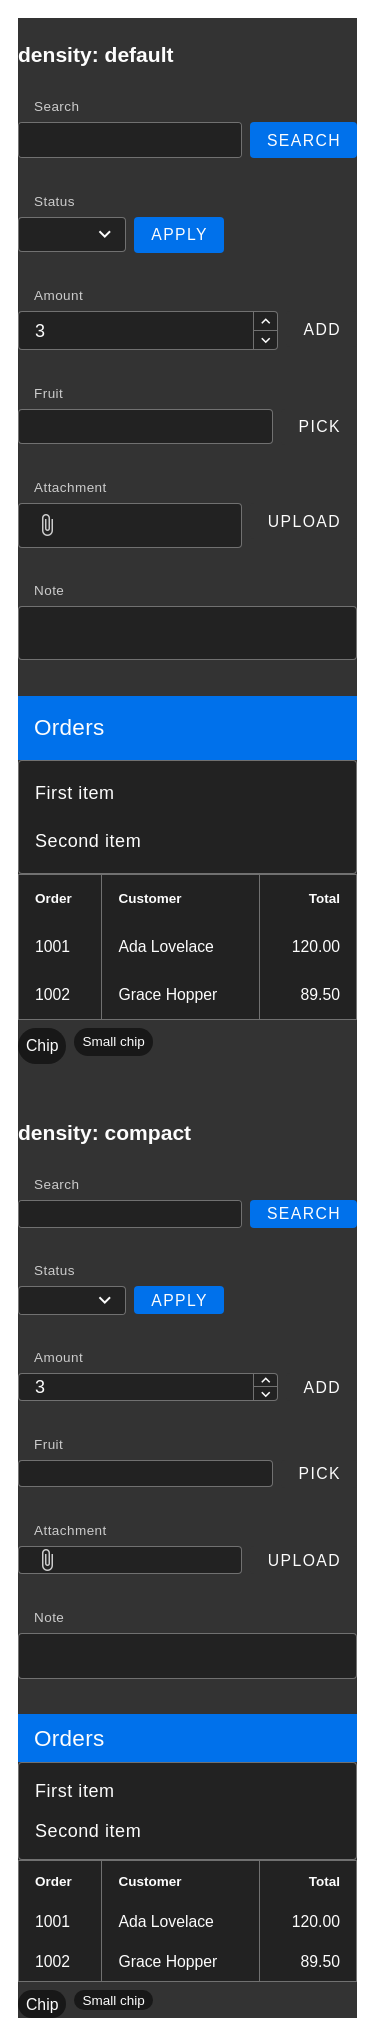 density: default
Search
SEARCH
Status
APPLY
Amount
3 ADD
Fruit
PICK
Attachment
UPLOAD
Note
Orders
First item
Second item
Order Customer Total
1001 Ada Lovelace 120.00
1002 Grace Hopper 89.50
Chip Small chip
density: compact
Search
SEARCH
Status
APPLY
Amount
3 ADD
Fruit
PICK
Attachment
UPLOAD
Note
Orders
First item
Second item
Order Customer Total
1001 Ada Lovelace 120.00
1002 Grace Hopper 89.50
Chip Small chip